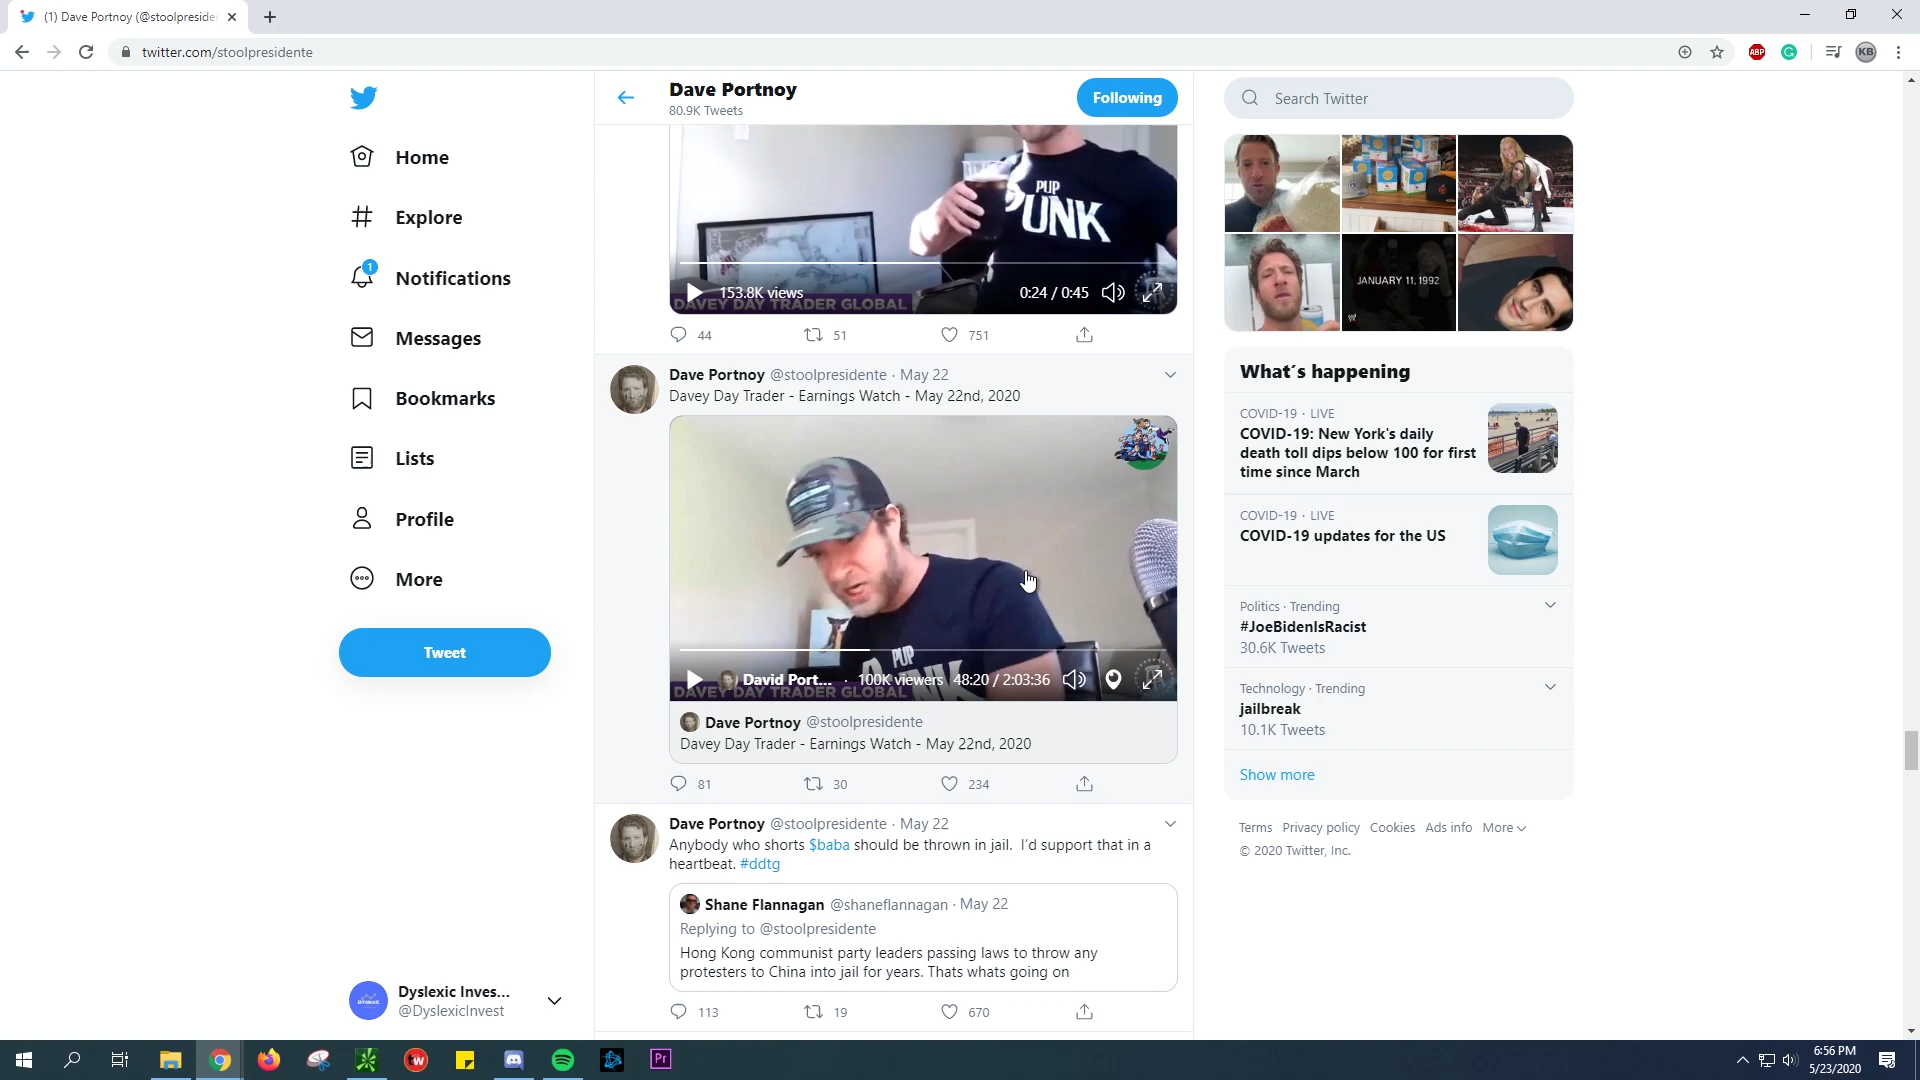 (1) Dave Portnoy (@stoolpreside
twitter.com/stoolpresidente
ABP
KB
Home
Explore
1
Notifications
Messages
Bookmarks
Lists
Profile
More
Tweet
Dyslexic Inves...
@DyslexicInvest
Dave Portnoy
80.9K Tweets
Following
PUP
PUNK
153.8K views
0:24 / 0:45
DAVEY DAY TRADER GLOBAL
44
51
751
Dave Portnoy @stoolpresidente · May 22
Davey Day Trader - Earnings Watch - May 22nd, 2020
PUP
David Port... · 100K viewers 48:20 / 2:03:36
DAVEY DAY TRADER GLOBAL
Dave Portnoy @stoolpresidente
Davey Day Trader - Earnings Watch - May 22nd, 2020
81
30
234
Dave Portnoy @stoolpresidente · May 22
Anybody who shorts $baba should be thrown in jail. I'd support that in a
heartbeat. #ddtg
Shane Flannagan @shaneflannagan · May 22
Replying to @stoolpresidente
Hong Kong communist party leaders passing laws to throw any
protesters to China into jail for years. Thats whats going on
113
19
670
Search Twitter
JANUARY 11, 1992
What's happening
COVID-19 · LIVE
COVID-19: New York's daily
death toll dips below 100 for first
time since March
COVID-19 · LIVE
COVID-19 updates for the US
Politics · Trending
#JoeBidenIsRacist
30.6K Tweets
Technology · Trending
jailbreak
10.1K Tweets
Show more
Terms Privacy policy Cookies Ads info More
© 2020 Twitter, Inc.
tw
Pr
6:56 PM
5/23/2020